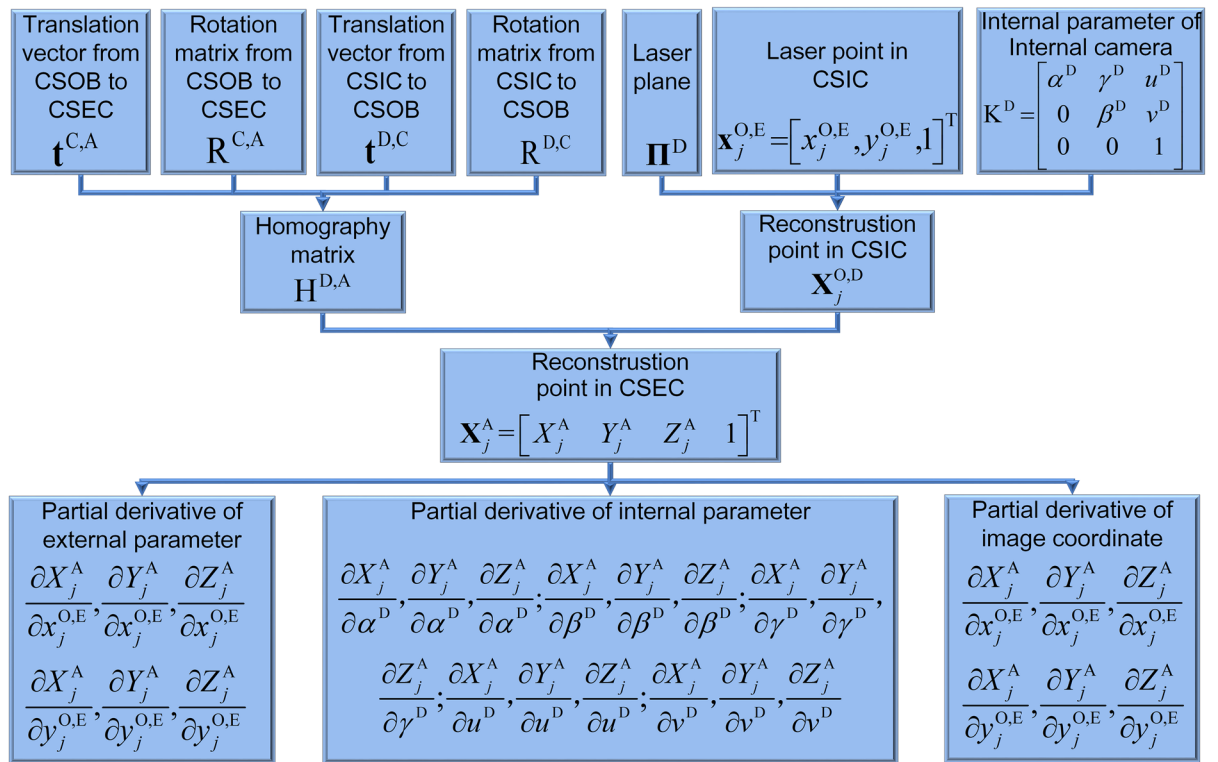 Translation
vector from
CSOB to
CSEC
t^{C,A}
Rotation
matrix from
CSOB to
CSEC
R^{C,A}
Translation
vector from
CSIC to
CSOB
t^{D,C}
Rotation
matrix from
CSIC to
CSOB
R^{D,C}
Laser
plane
Π^D
Laser point in
CSIC
x_j^{O,E}=[x_j^{O,E},y_j^{O,E},1]^T
Internal parameter of
Internal camera
K^D=[α^D γ^D u^D
0 β^D v^D
0 0 1]
Homography
matrix
H^{D,A}
Reconstrustion
point in CSIC
X_j^{O,D}
Reconstrustion
point in CSEC
X_j^A=[X_j^A Y_j^A Z_j^A 1]^T
Partial derivative of
external parameter
∂X_j^A/∂x_j^{O,E},∂Y_j^A/∂x_j^{O,E},∂Z_j^A/∂x_j^{O,E}
∂X_j^A/∂y_j^{O,E},∂Y_j^A/∂y_j^{O,E},∂Z_j^A/∂y_j^{O,E}
Partial derivative of internal parameter
∂X_j^A/∂α^D,∂Y_j^A/∂α^D,∂Z_j^A/∂α^D;∂X_j^A/∂β^D,∂Y_j^A/∂β^D,∂Z_j^A/∂β^D;∂X_j^A/∂γ^D,∂Y_j^A/∂γ^D,
∂Z_j^A/∂γ^D;∂X_j^A/∂u^D,∂Y_j^A/∂u^D,∂Z_j^A/∂u^D;∂X_j^A/∂v^D,∂Y_j^A/∂v^D,∂Z_j^A/∂v^D
Partial derivative of
image coordinate
∂X_j^A/∂x_j^{O,E},∂Y_j^A/∂x_j^{O,E},∂Z_j^A/∂x_j^{O,E}
∂X_j^A/∂y_j^{O,E},∂Y_j^A/∂y_j^{O,E},∂Z_j^A/∂y_j^{O,E}